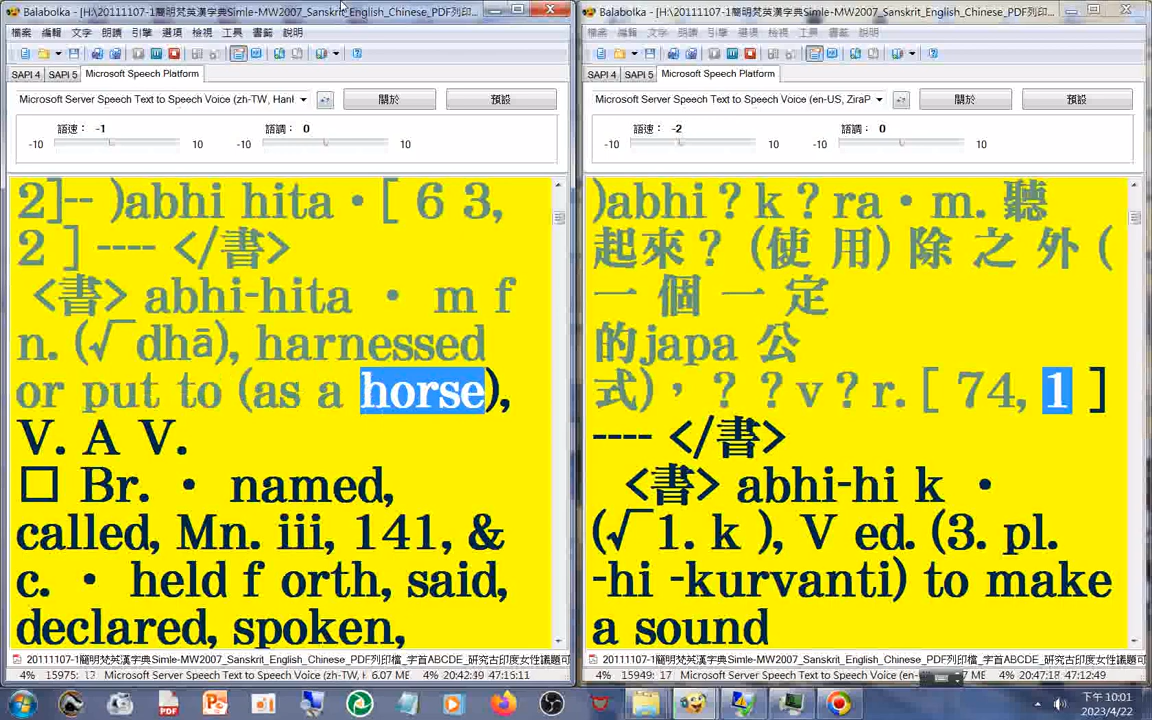 Balabolka - [H:\20111107-1簡明梵英漢字典Simle-MW2007_Sanskrit_English_Chinese_PDF列印...
檔案 編輯 文字 朗讀 引擎 選項 檢視 工具 書籤 說明
SAPI 4 SAPI 5 Microsoft Speech Platform
Microsoft Server Speech Text to Speech Voice (zh-TW, Hanl
關於 預設
語速： -1 語調： 0
-10 10 -10 10
2]-- )abhi hita・[ 6 3,
2 ] ---- </書>
<書> abhi-hita ・ m f
n. (√dhā), harnessed
or put to (as a horse),
V. A V.
□ Br. ・ named,
called, Mn. iii, 141, &
c. ・ held f orth, said,
declared, spoken,
20111107-1簡明梵英漢字典Simle-MW2007_Sanskrit_English_Chinese_PDF列印檔_字首ABCDE_研究古印度女性議題可
4% 15975: 1 Microsoft Server Speech Text to Speech Voice (zh-TW, H 6.07 ME 4% 20:42:49 47:15:11
Balabolka - [H:\20111107-1簡明梵英漢字典Simle-MW2007_Sanskrit_English_Chinese_PDF列印...
檔案 編輯 文字 朗讀 引擎 選項 檢視 工具 書籤 說明
SAPI 4 SAPI 5 Microsoft Speech Platform
Microsoft Server Speech Text to Speech Voice (en-US, ZiraP
關於 預設
語速： -2 語調： 0
-10 10 -10 10
)abhi？k？ra・m. 聽
起來？ (使 用) 除 之 外 (
一 個 一 定
的japa 公
式)，？？v？r. [ 74, 1 ]
---- </書>
<書> abhi-hi k ・
(√1. k ), V ed. (3. pl.
-hi -kurvanti) to make
a sound
20111107-1簡明梵英漢字典Simle-MW2007_Sanskrit_English_Chinese_PDF列印檔_字首ABCDE_研究古印度女性議題可
4% 15949: 1 Microsoft Server Speech Text to Speech Voice 4% 20:47:18 47:12:49
下午 10:01
2023/4/22